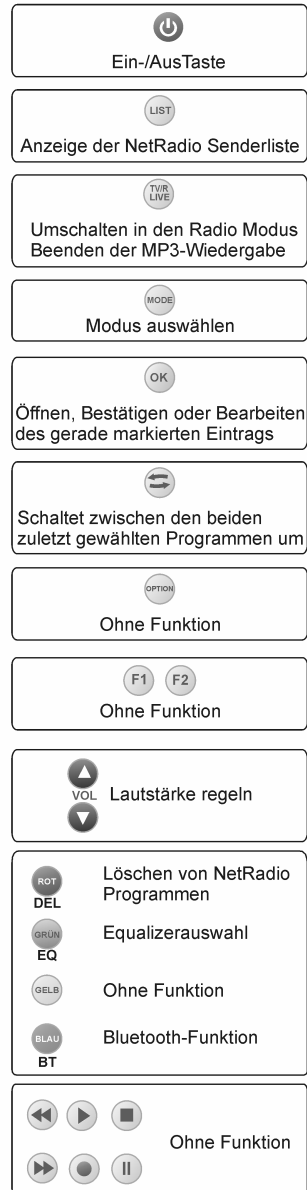 Ein-/AusTaste
LIST
Anzeige der NetRadio Senderliste
TV/R
LIVE
Umschalten in den Radio Modus
Beenden der MP3-Wiedergabe
MODE
Modus auswählen
OK
Öffnen, Bestätigen oder Bearbeiten
des gerade markierten Eintrags
Schaltet zwischen den beiden
zuletzt gewählten Programmen um
OPTION
Ohne Funktion
F1 F2
Ohne Funktion
VOL Lautstärke regeln
ROT Löschen von NetRadio
DEL Programmen
GRÜN Equalizerauswahl
EQ
GELB Ohne Funktion
BLAU Bluetooth-Funktion
BT
Ohne Funktion